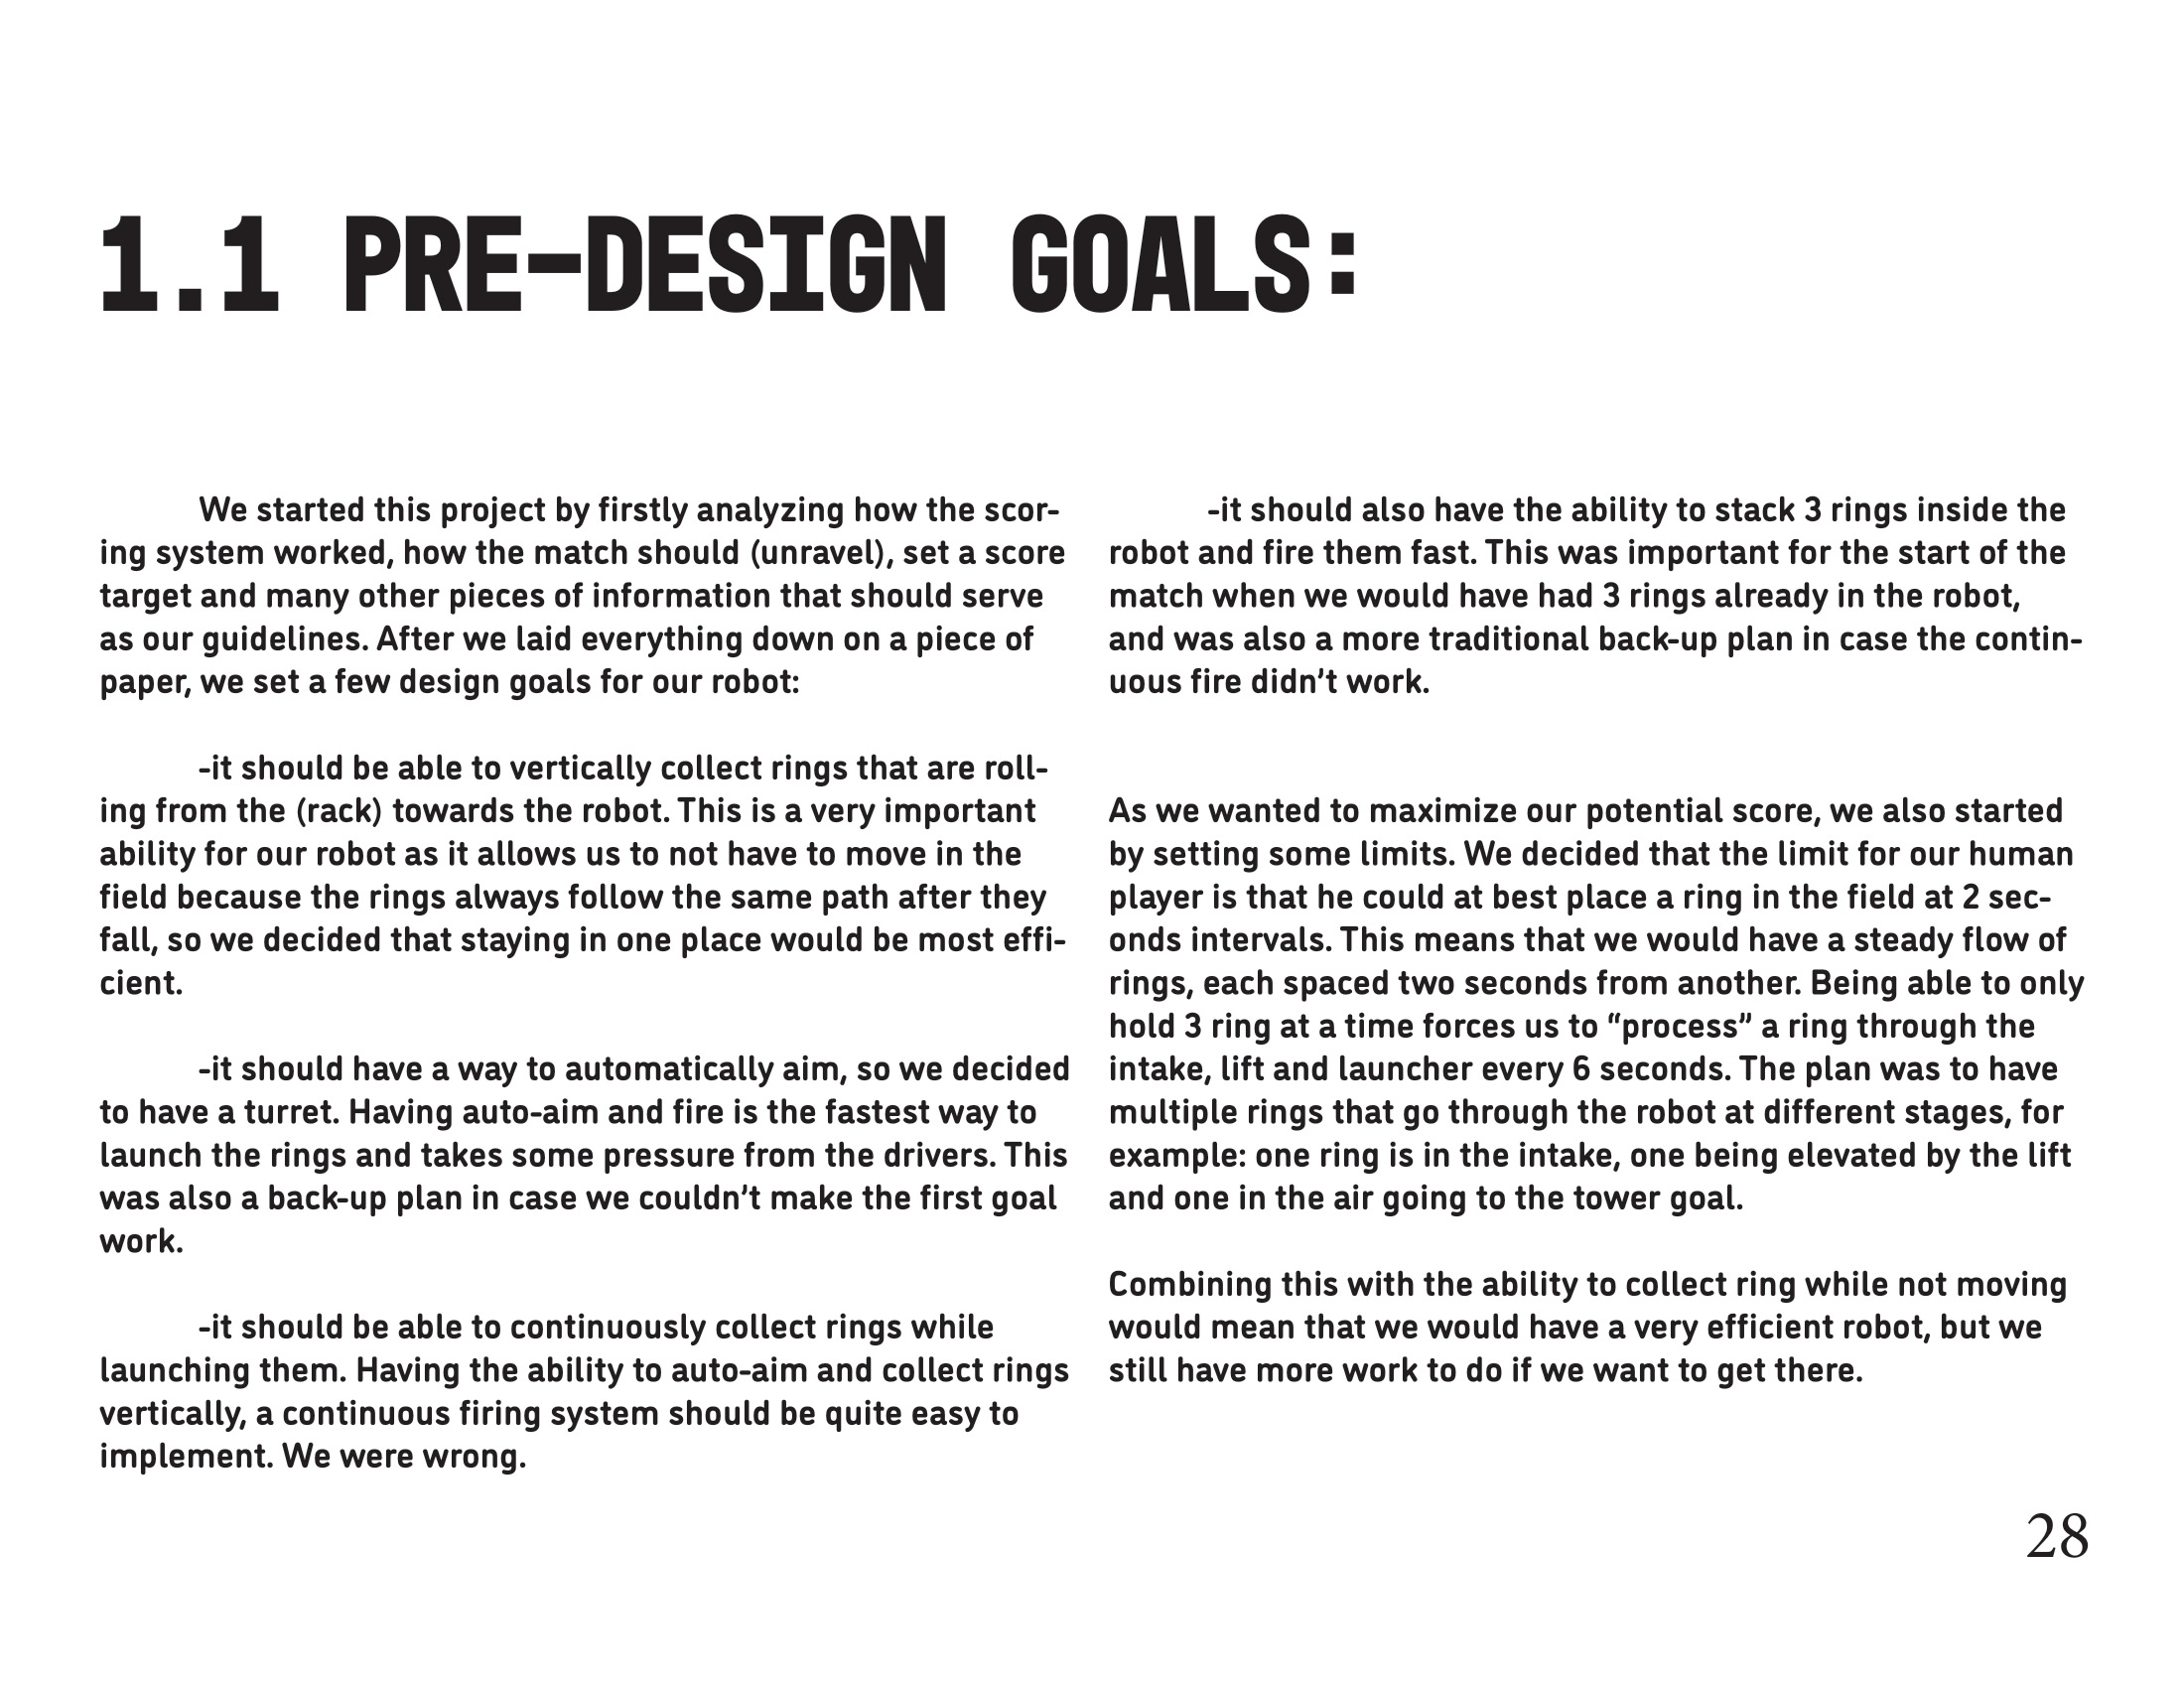 1.1 PRE-DESIGN GOALS:
We started this project by firstly analyzing how the scor-
ing system worked, how the match should (unravel), set a score
target and many other pieces of information that should serve
as our guidelines. After we laid everything down on a piece of
paper, we set a few design goals for our robot:
-it should be able to vertically collect rings that are roll-
ing from the (rack) towards the robot. This is a very important
ability for our robot as it allows us to not have to move in the
field because the rings always follow the same path after they
fall, so we decided that staying in one place would be most effi-
cient.
-it should have a way to automatically aim, so we decided
to have a turret. Having auto-aim and fire is the fastest way to
launch the rings and takes some pressure from the drivers. This
was also a back-up plan in case we couldn’t make the first goal
work.
-it should be able to continuously collect rings while
launching them. Having the ability to auto-aim and collect rings
vertically, a continuous firing system should be quite easy to
implement. We were wrong.
-it should also have the ability to stack 3 rings inside the
robot and fire them fast. This was important for the start of the
match when we would have had 3 rings already in the robot,
and was also a more traditional back-up plan in case the contin-
uous fire didn’t work.
As we wanted to maximize our potential score, we also started
by setting some limits. We decided that the limit for our human
player is that he could at best place a ring in the field at 2 sec-
onds intervals. This means that we would have a steady flow of
rings, each spaced two seconds from another. Being able to only
hold 3 ring at a time forces us to “process” a ring through the
intake, lift and launcher every 6 seconds. The plan was to have
multiple rings that go through the robot at different stages, for
example: one ring is in the intake, one being elevated by the lift
and one in the air going to the tower goal.
Combining this with the ability to collect ring while not moving
would mean that we would have a very efficient robot, but we
still have more work to do if we want to get there.
28